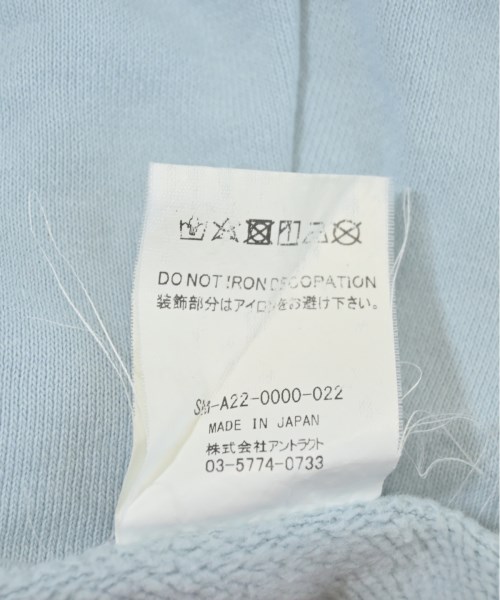 DO NOT IRON DECORATION
装飾部分はアイロンをお避け下さい。
SM-A22-0000-022
MADE IN JAPAN
株式会社アントラクト
03-5774-0733